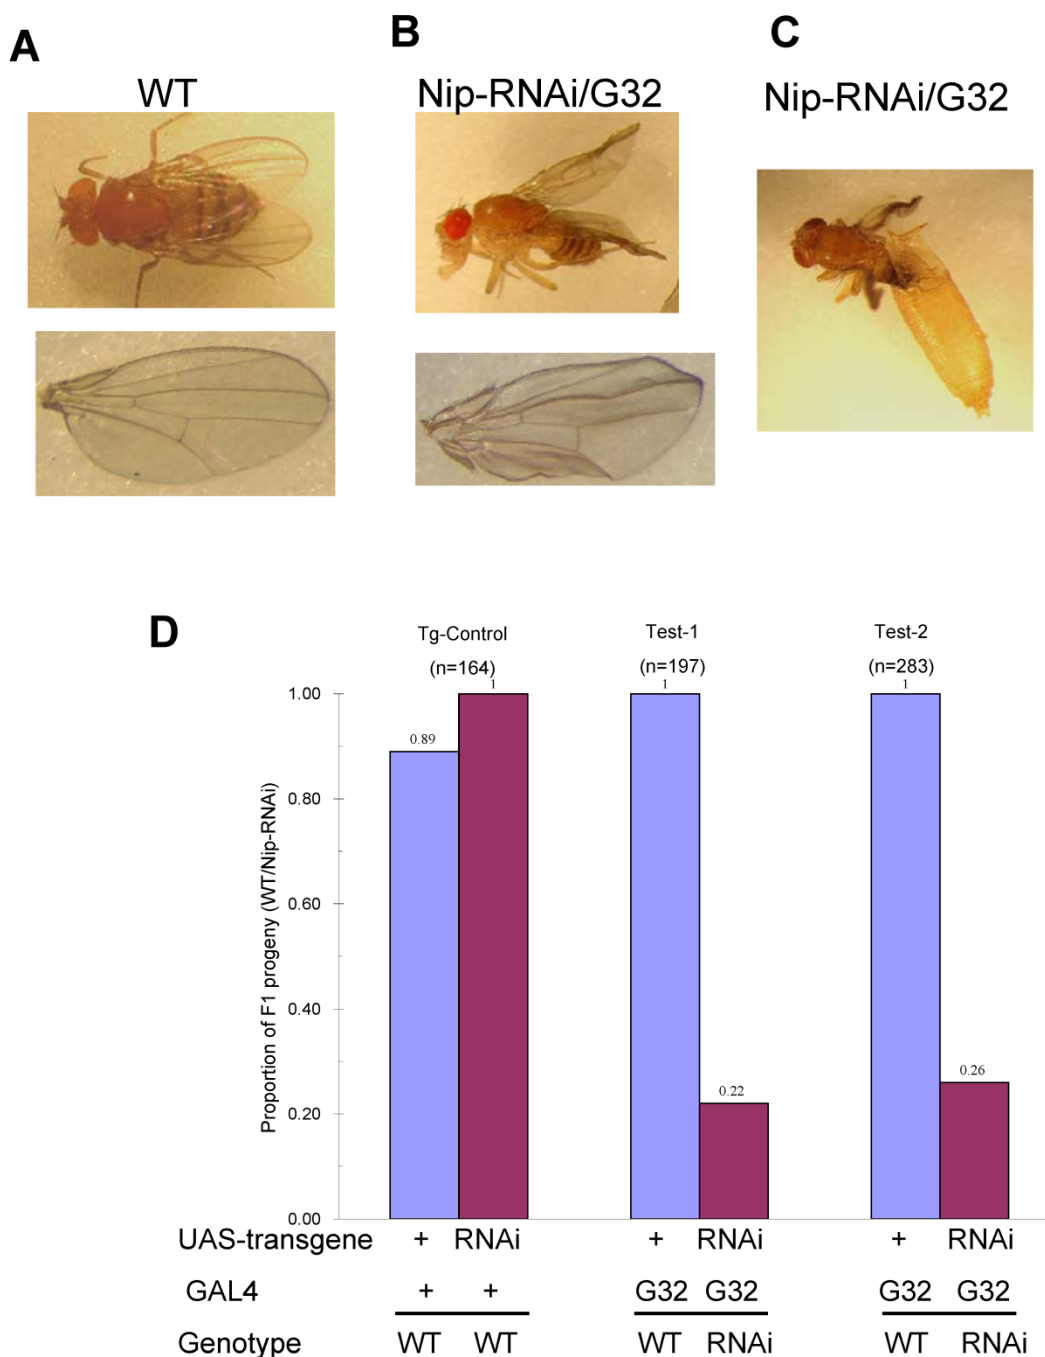 A
WT
B
Nip-RNAi/G32
C
Nip-RNAi/G32
D
Tg-Control
(n=164)
Test-1
(n=197)
Test-2
(n=283)
Proportion of F1 progeny (WT/Nip-RNAi)
1.00
0.80
0.60
0.40
0.20
0.00
0.89
1
1
0.22
1
0.26
UAS-transgene + RNAi + RNAi + RNAi
GAL4 + + G32 G32 G32 G32
Genotype WT WT WT RNAi WT RNAi